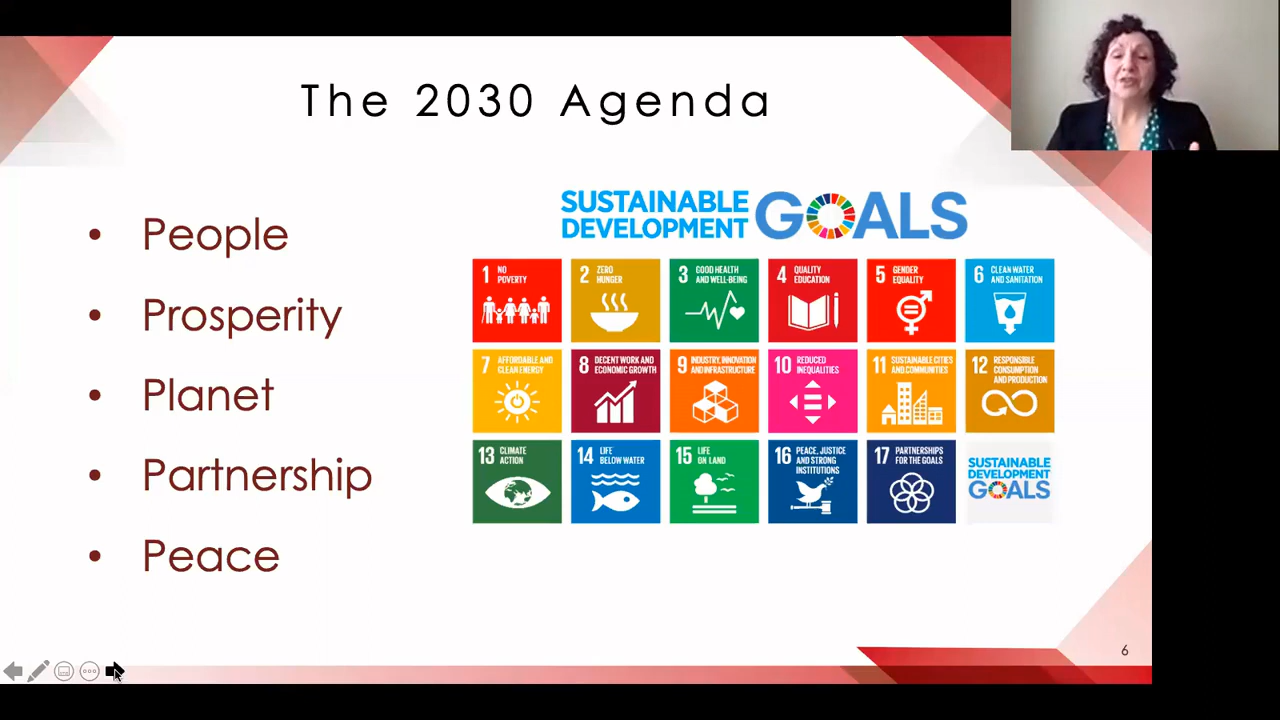 The 2030 Agenda
• People
• Prosperity
• Planet
• Partnership
• Peace
SUSTAINABLE
DEVELOPMENT
GOALS
1 NO
POVERTY
2 ZERO
HUNGER
3 GOOD HEALTH
AND WELL-BEING
4 QUALITY
EDUCATION
5 GENDER
EQUALITY
6 CLEAN WATER
AND SANITATION
7 AFFORDABLE AND
CLEAN ENERGY
8 DECENT WORK AND
ECONOMIC GROWTH
9 INDUSTRY, INNOVATION
AND INFRASTRUCTURE
10 REDUCED
INEQUALITIES
11 SUSTAINABLE CITIES
AND COMMUNITIES
12 RESPONSIBLE
CONSUMPTION
AND PRODUCTION
13 CLIMATE
ACTION
14 LIFE
BELOW WATER
15 LIFE
ON LAND
16 PEACE, JUSTICE
AND STRONG
INSTITUTIONS
17 PARTNERSHIPS
FOR THE GOALS
SUSTAINABLE
DEVELOPMENT
GOALS
6